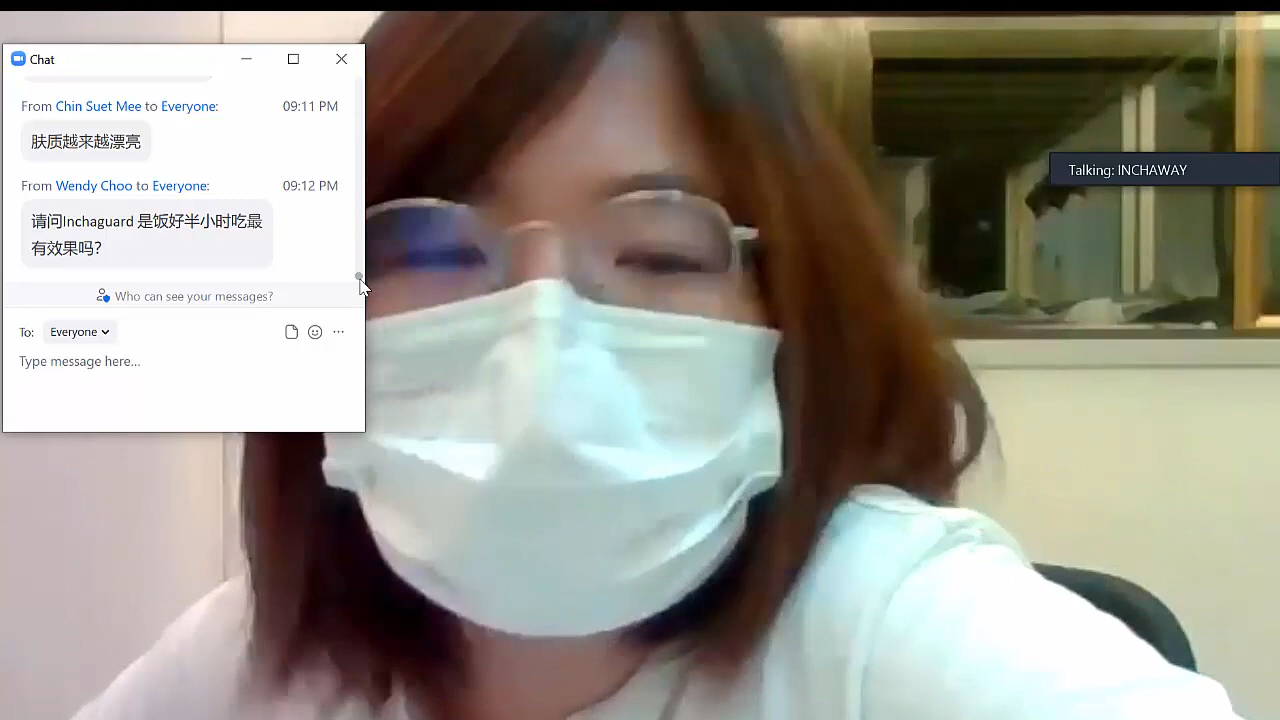 Chat
From Chin Suet Mee to Everyone: 09:11 PM
肤质越来越漂亮
From Wendy Choo to Everyone: 09:12 PM
请问Inchaguard 是饭好半小时吃最
有效果吗?
Who can see your messages?
To: Everyone
Type message here...
Talking: INCHAWAY